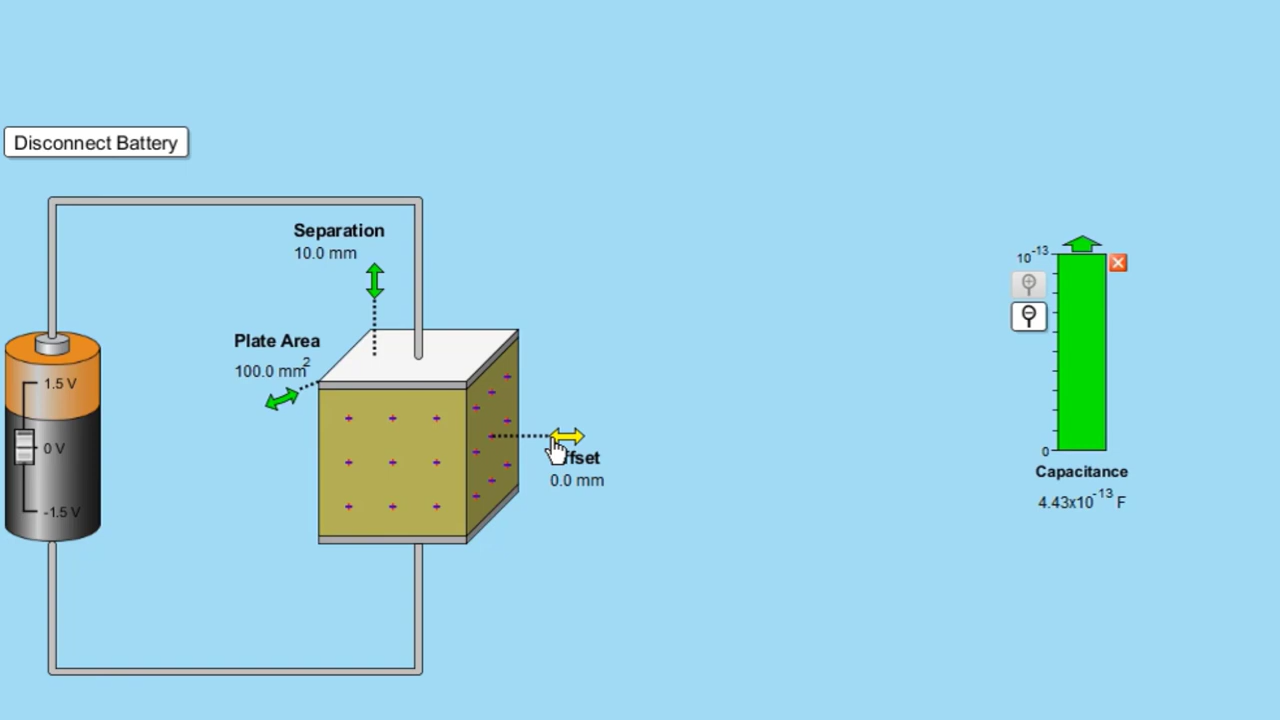 Disconnect Battery
Separation
10.0 mm
Plate Area
100.0 mm²
1.5 V
0 V
-1.5 V
ffset
0.0 mm
10⁻¹³
0
Capacitance
4.43x10⁻¹³ F